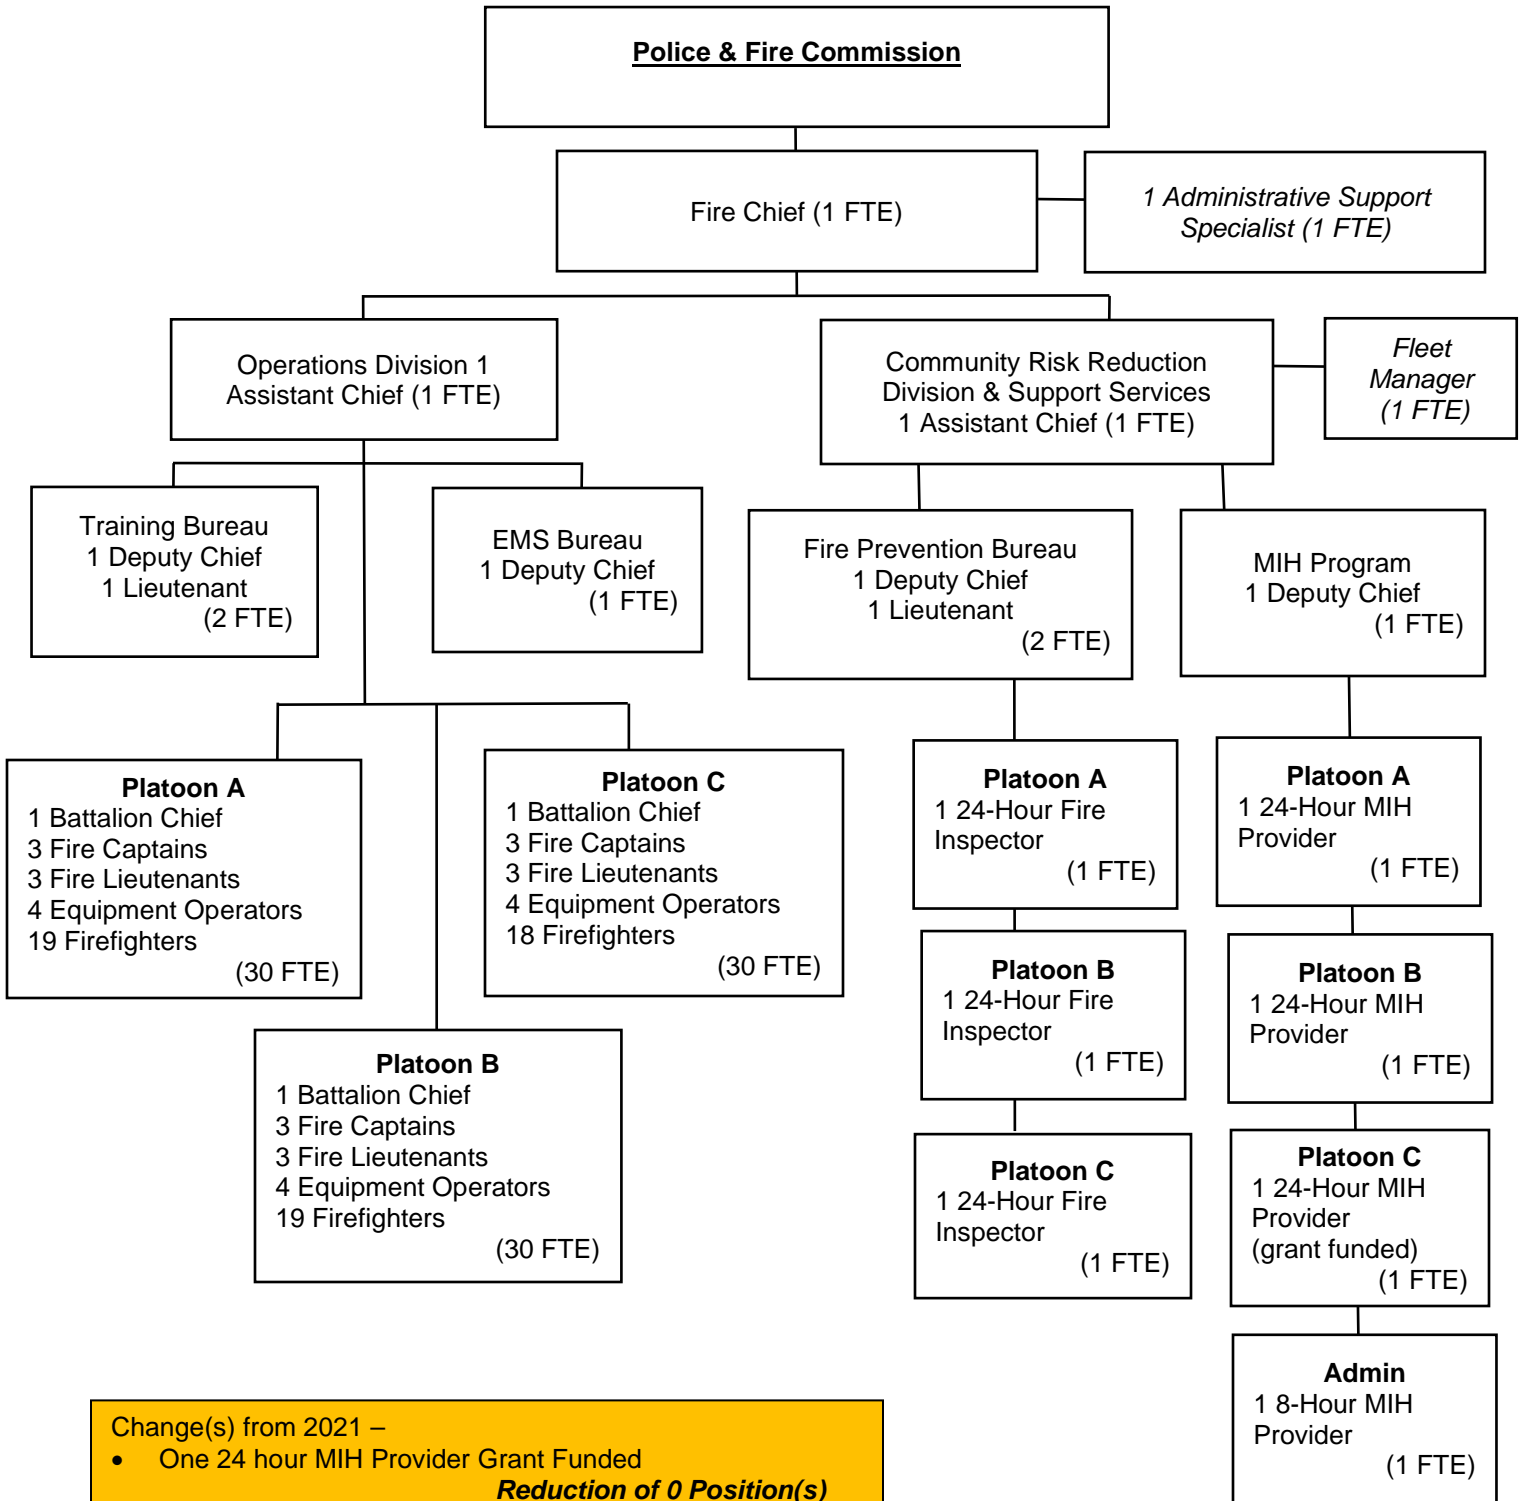 Police & Fire Commission
Fire Chief (1 FTE)
1 Administrative Support
Specialist (1 FTE)
Operations Division 1
Assistant Chief (1 FTE)
Community Risk Reduction
Division & Support Services
1 Assistant Chief (1 FTE)
Fleet
Manager
(1 FTE)
Training Bureau
1 Deputy Chief
1 Lieutenant
(2 FTE)
EMS Bureau
1 Deputy Chief
(1 FTE)
Fire Prevention Bureau
1 Deputy Chief
1 Lieutenant
(2 FTE)
MIH Program
1 Deputy Chief
(1 FTE)
Platoon A
1 Battalion Chief
3 Fire Captains
3 Fire Lieutenants
4 Equipment Operators
19 Firefighters
(30 FTE)
Platoon C
1 Battalion Chief
3 Fire Captains
3 Fire Lieutenants
4 Equipment Operators
18 Firefighters
(30 FTE)
Platoon B
1 Battalion Chief
3 Fire Captains
3 Fire Lieutenants
4 Equipment Operators
19 Firefighters
(30 FTE)
Platoon A
1 24-Hour Fire
Inspector
(1 FTE)
Platoon B
1 24-Hour Fire
Inspector
(1 FTE)
Platoon C
1 24-Hour Fire
Inspector
(1 FTE)
Platoon A
1 24-Hour MIH
Provider
(1 FTE)
Platoon B
1 24-Hour MIH
Provider
(1 FTE)
Platoon C
1 24-Hour MIH
Provider
(grant funded)
(1 FTE)
Admin
1 8-Hour MIH
Provider
(1 FTE)
Change(s) from 2021 –
• One 24 hour MIH Provider Grant Funded
Reduction of 0 Position(s)